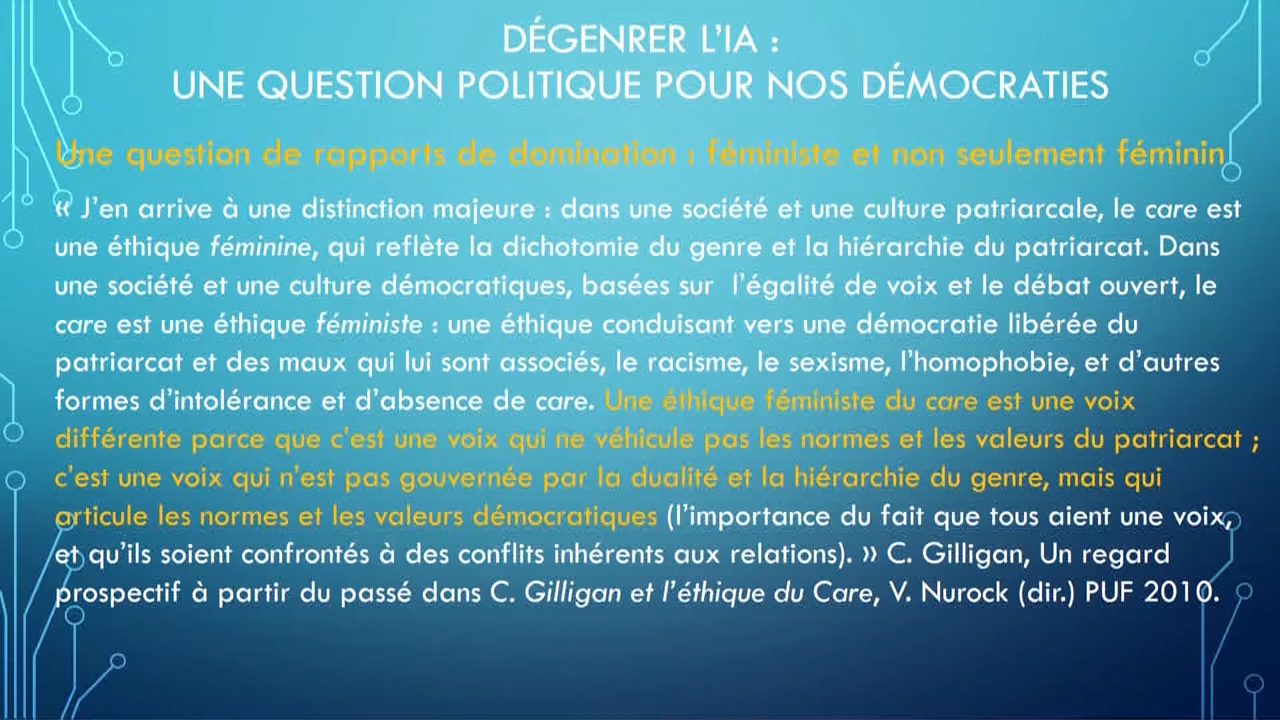 DÉGENRER L'IA :
UNE QUESTION POLITIQUE POUR NOS DÉMOCRATIES
Une question de rapports de domination : féministe et non seulement féminin
« J'en arrive à une distinction majeure : dans une société et une culture patriarcale, le care est
une éthique féminine, qui reflète la dichotomie du genre et la hiérarchie du patriarcat. Dans
une société et une culture démocratiques, basées sur l'égalité de voix et le débat ouvert, le
care est une éthique féministe : une éthique conduisant vers une démocratie libérée du
patriarcat et des maux qui lui sont associés, le racisme, le sexisme, l'homophobie, et d'autres
formes d'intolérance et d'absence de care. Une éthique féministe du care est une voix
différente parce que c'est une voix qui ne véhicule pas les normes et les valeurs du patriarcat ;
c'est une voix qui n'est pas gouvernée par la dualité et la hiérarchie du genre, mais qui
articule les normes et les valeurs démocratiques (l'importance du fait que tous aient une voix,
et qu'ils soient confrontés à des conflits inhérents aux relations). » C. Gilligan, Un regard
prospectif à partir du passé dans C. Gilligan et l'éthique du Care, V. Nurock (dir.) PUF 2010.